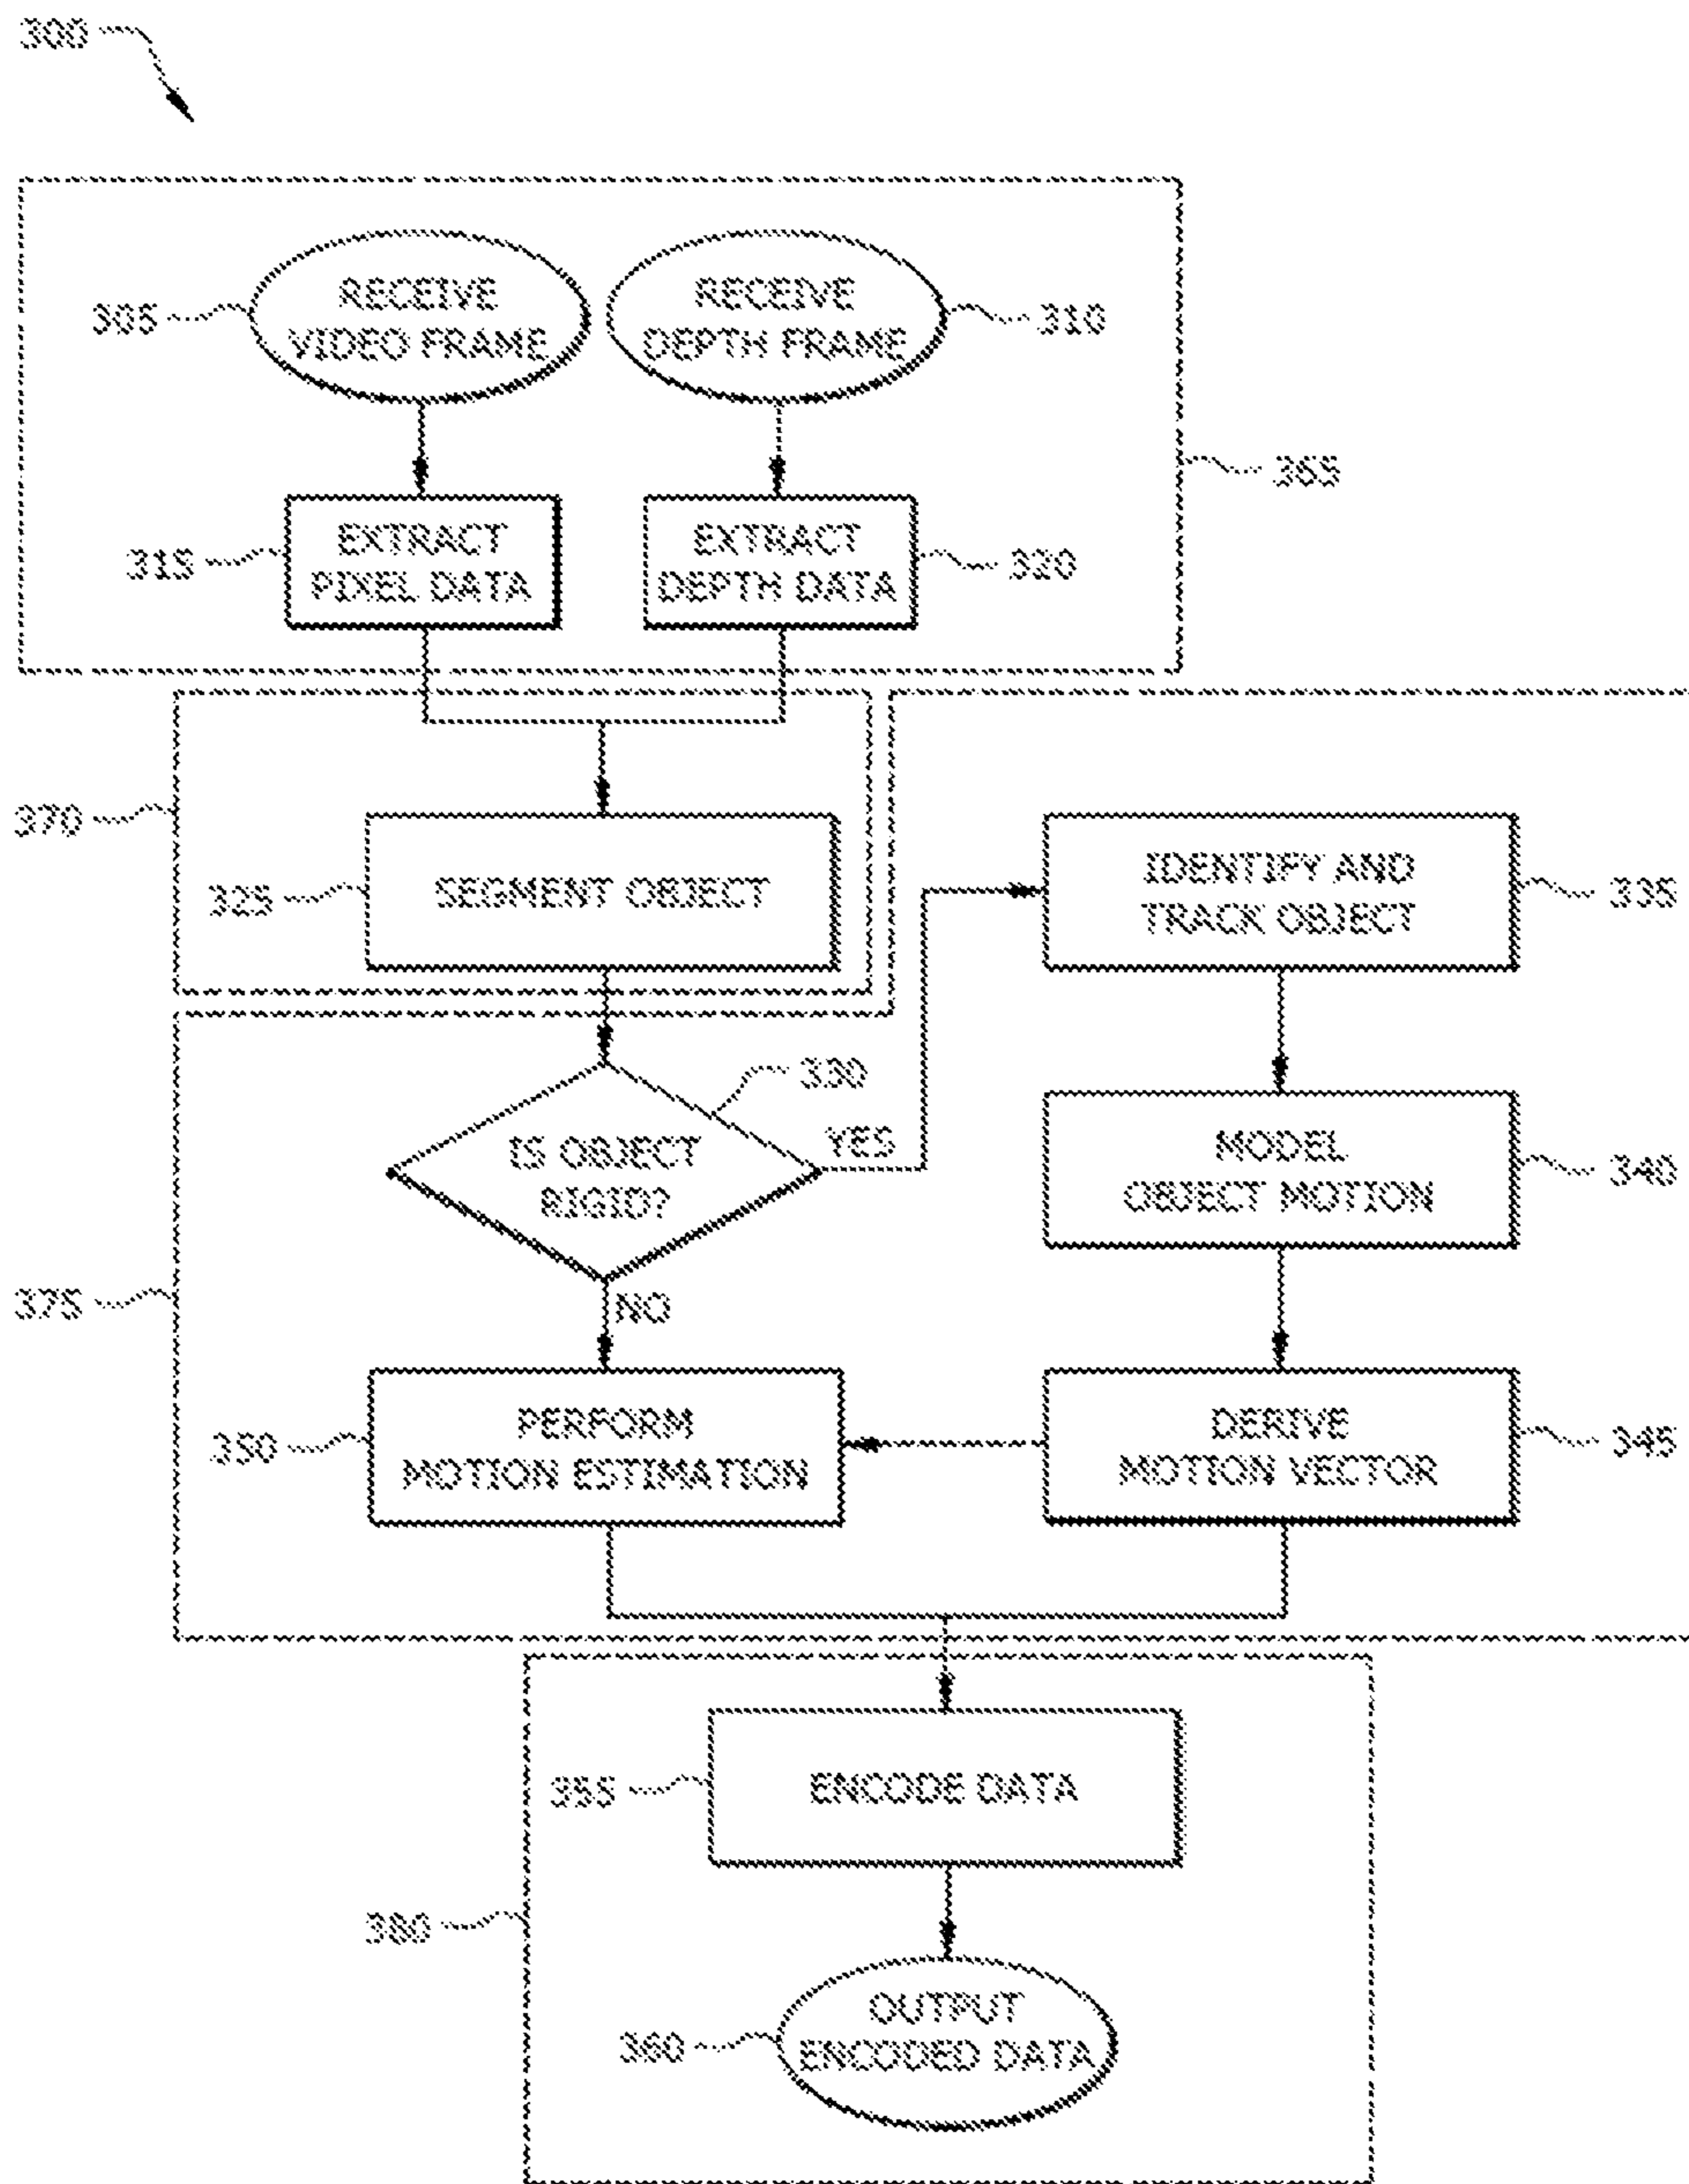 300
RECEIVE
VIDEO FRAME
305
RECEIVE
DEPTH FRAME
310
EXTRACT
PIXEL DATA
315
EXTRACT
DEPTH DATA
320
365
370
SEGMENT OBJECT
325
IDENTIFY AND
TRACK OBJECT
335
330
IS OBJECT
RIGID?
YES
NO
MODEL
OBJECT MOTION
340
375
PERFORM
MOTION ESTIMATION
350
DERIVE
MOTION VECTOR
345
ENCODE DATA
355
380
OUTPUT
ENCODED DATA
360